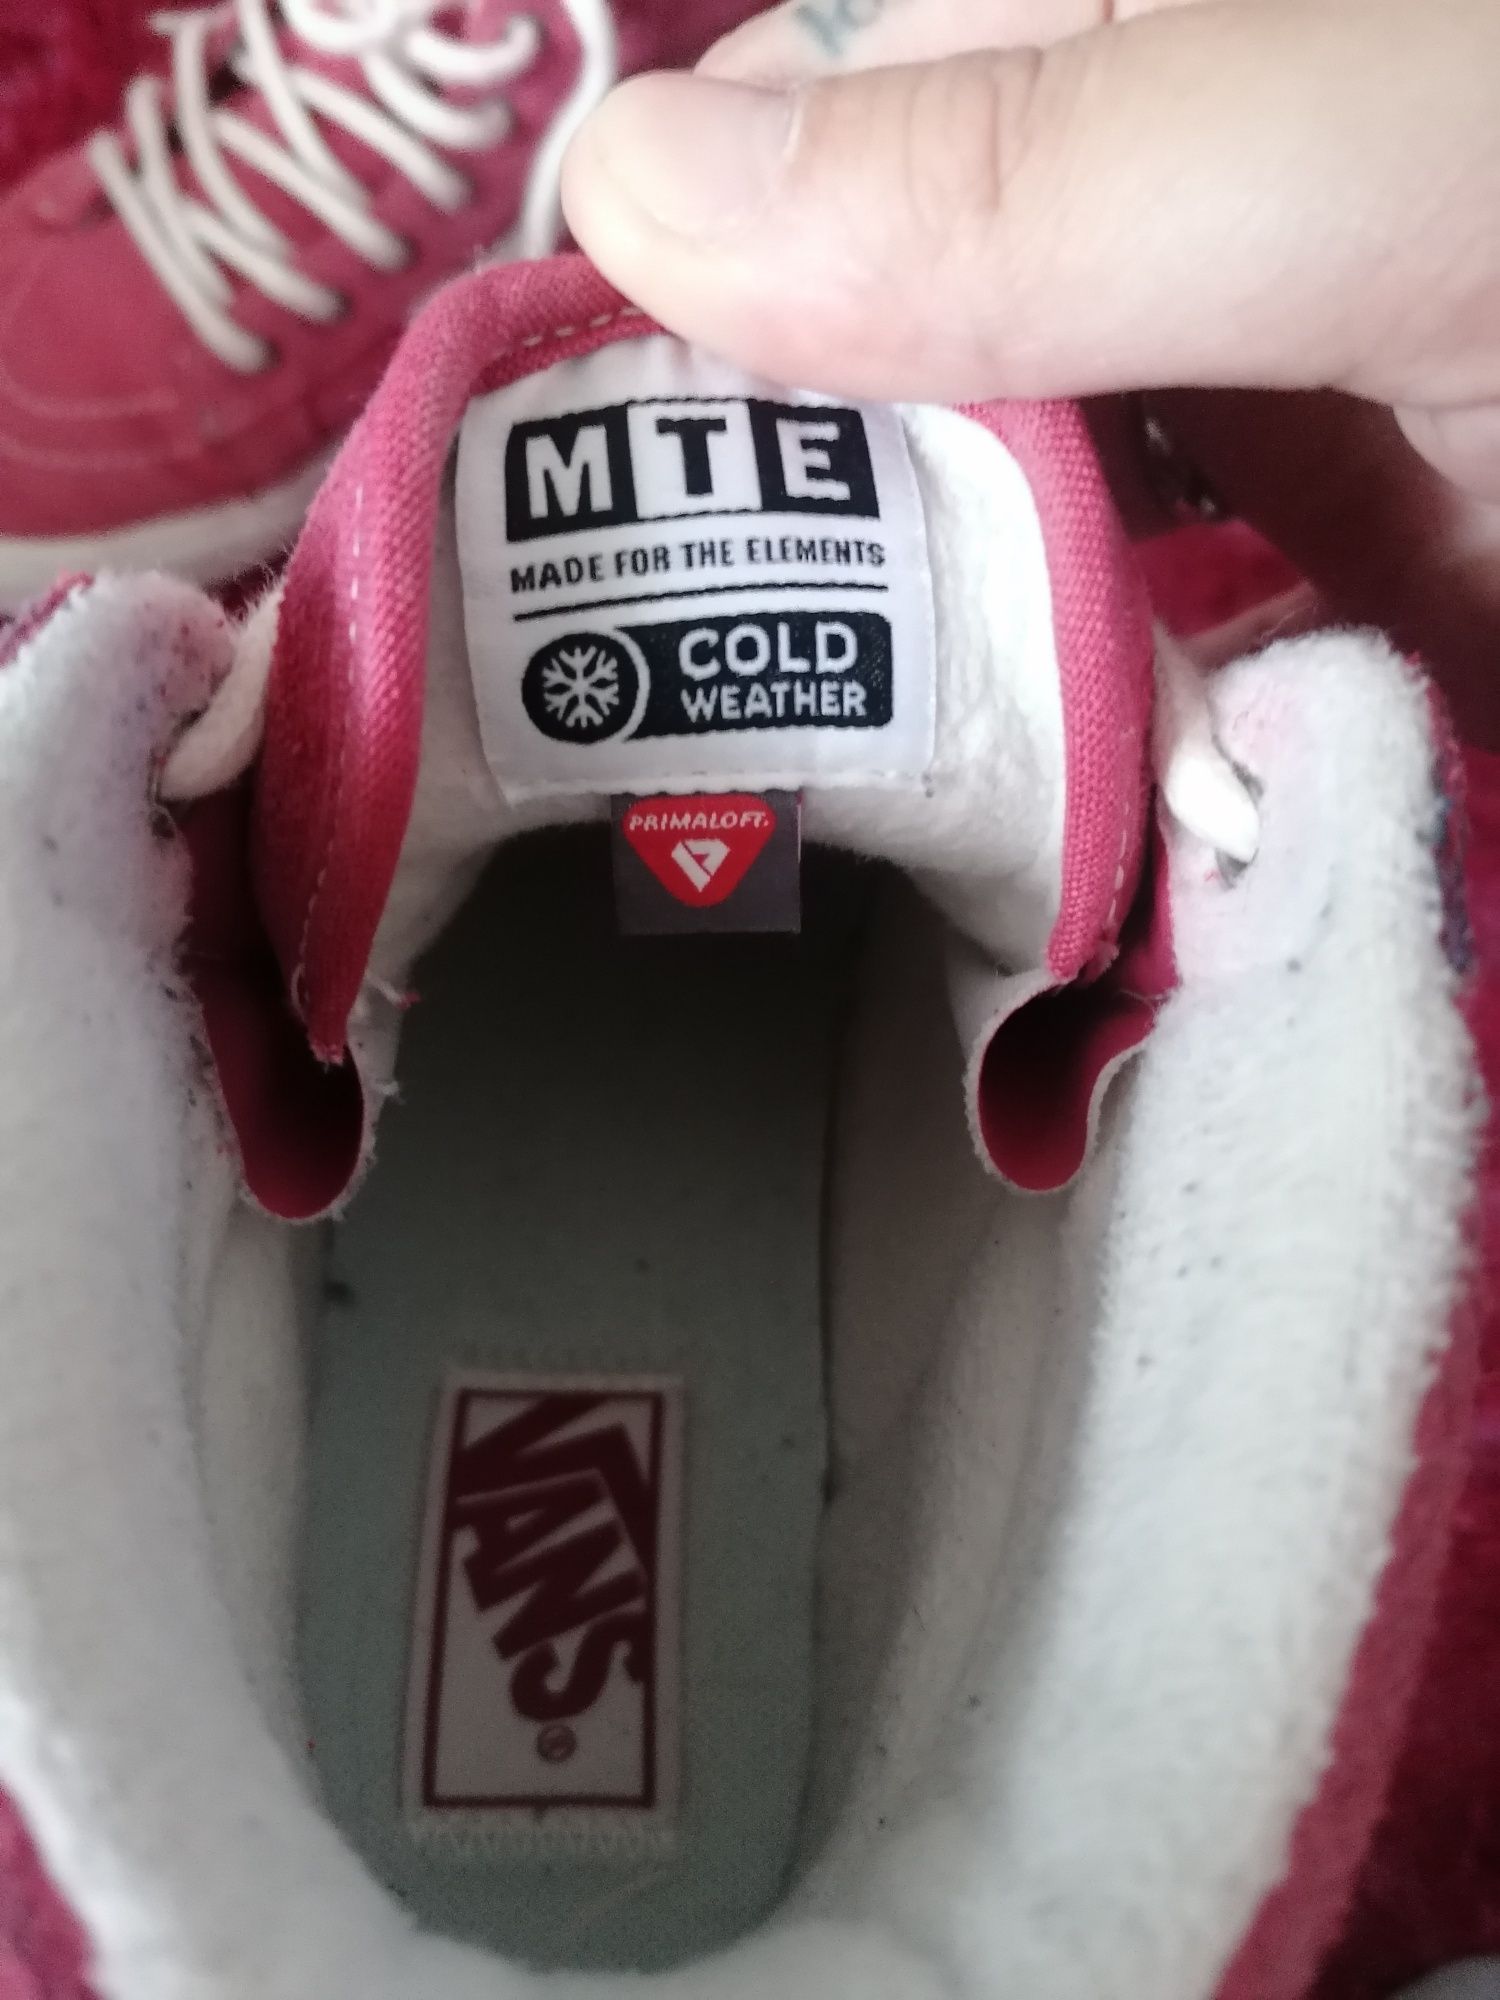 MTE
MADE FOR THE ELEMENTS
COLD
WEATHER
PRIMALOFT®
VANS®